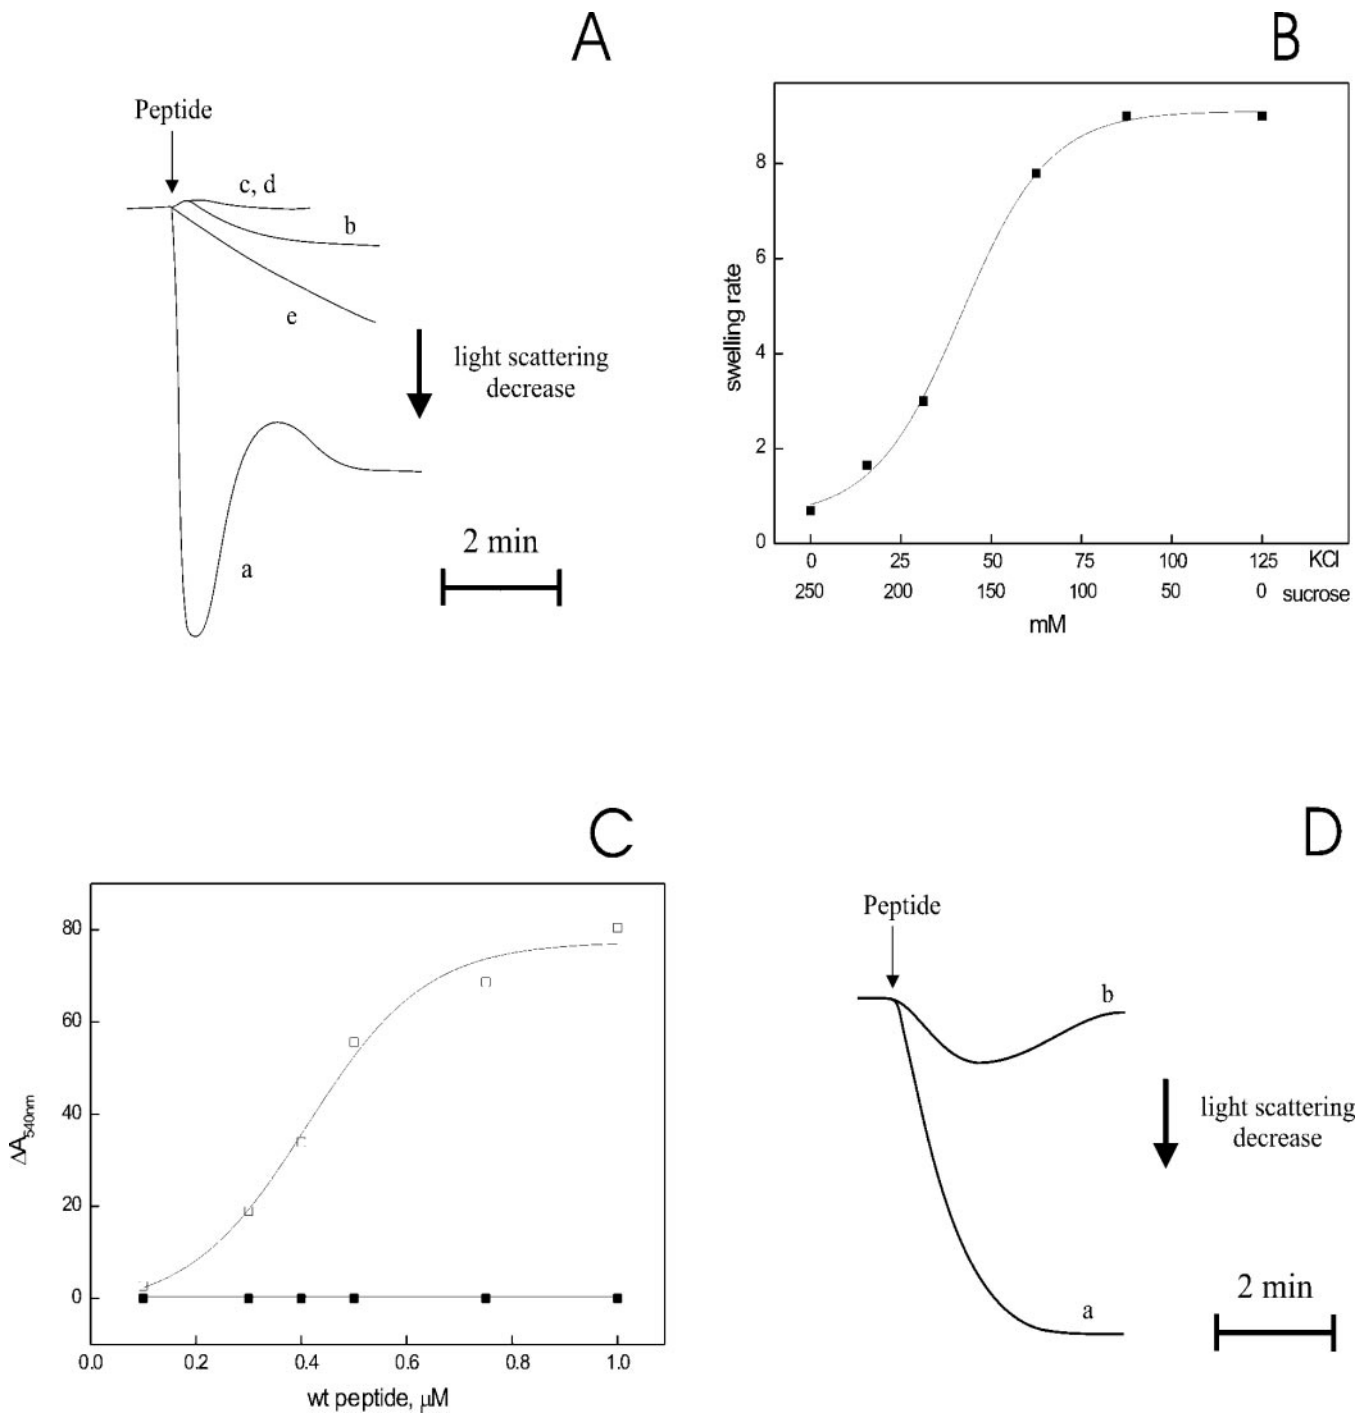 A
Peptide
c, d
b
e
light scattering
decrease
2 min
a
B
8
6
4
2
0
swelling rate
0 25 50 75 100 125 KCl
250 200 150 100 50 0 sucrose
mM
C
80
60
40
20
0
ΔA540nm
0.0 0.2 0.4 0.6 0.8 1.0
wt peptide, μM
D
Peptide
b
light scattering
decrease
2 min
a